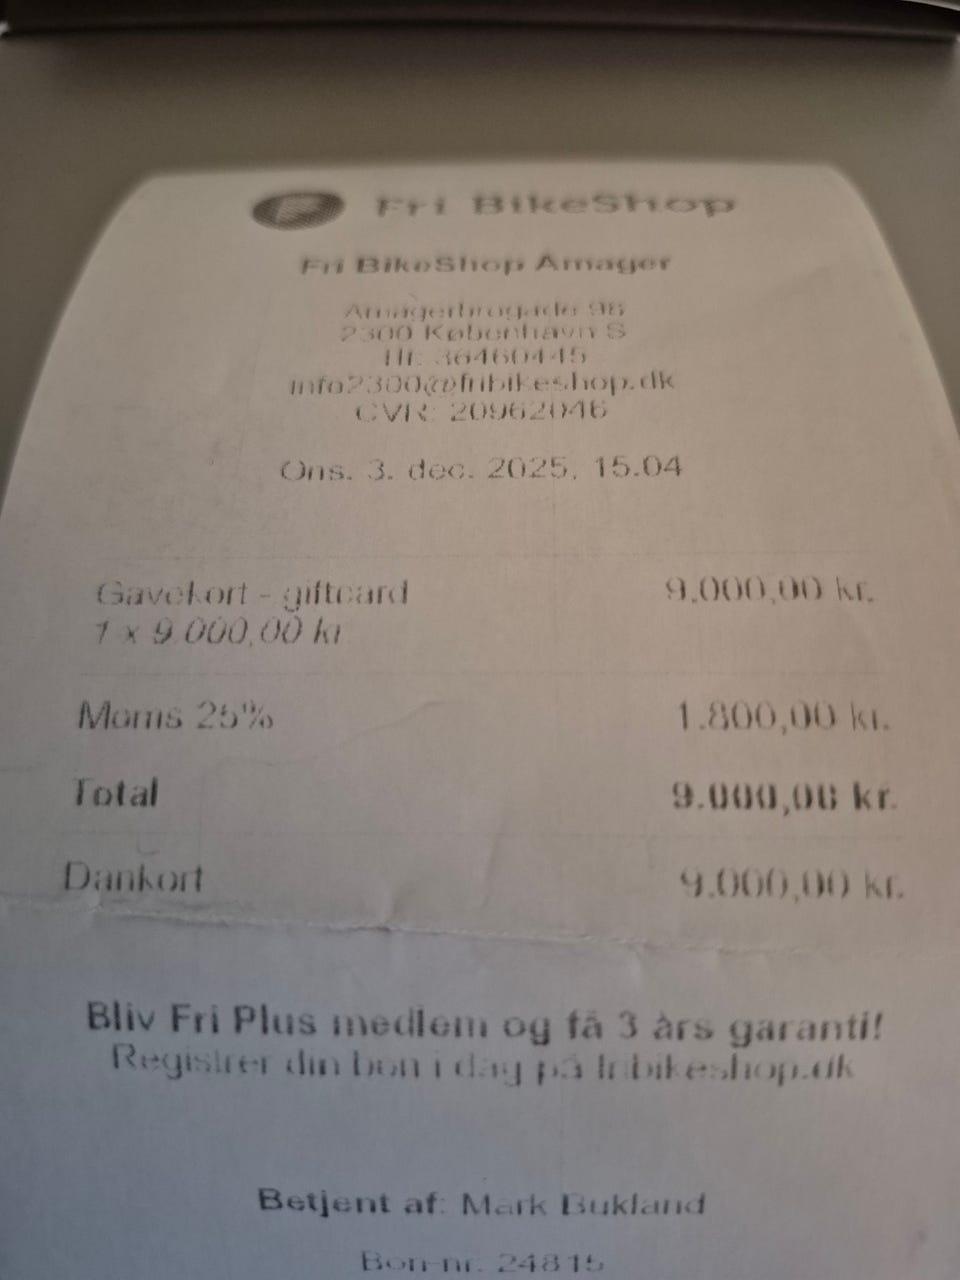 Fri BikeShop
Fri BikeShop Amager
Amagerbrogade 98
2300 København S
Tlf: 36460445
info2300@fribikeshop.dk
CVR: 20962046
Ons. 3. dec. 2025, 15.04
Gavekort - giftcard 9.000,00 kr.
1 x 9.000,00 kr
Moms 25% 1.800,00 kr.
Total 9.000,00 kr.
Dankort 9.000,00 kr.
Bliv Fri Plus medlem og få 3 års garanti!
Registrer din bon i dag på fribikeshop.dk
Betjent af: Mark Bukland
Bon-nr. 24815